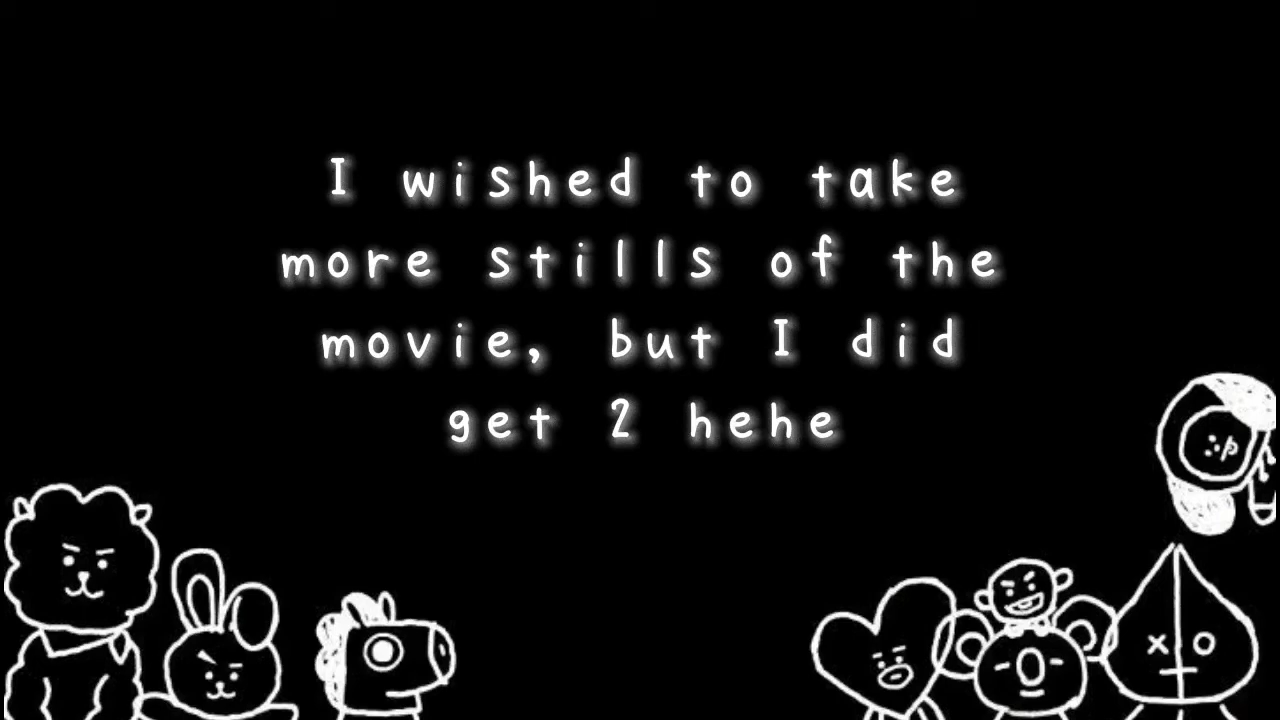 I wished to take
more stills of the
movie, but I did
get 2 hehe